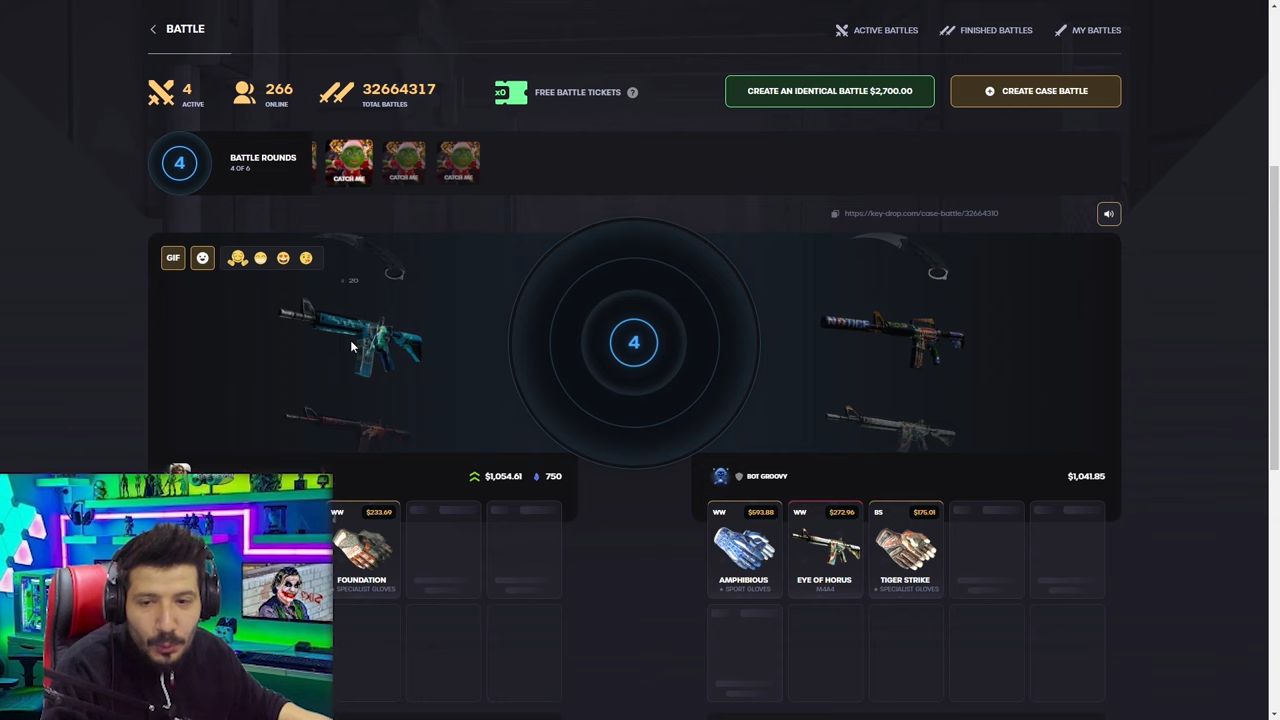 BATTLE
ACTIVE BATTLES
FINISHED BATTLES
MY BATTLES
4
ACTIVE
266
ONLINE
32664317
TOTAL BATTLES
x0
FREE BATTLE TICKETS ?
CREATE AN IDENTICAL BATTLE $2,700.00
CREATE CASE BATTLE
4
BATTLE ROUNDS
4 OF 6
CATCH ME
CATCH ME
CATCH ME
https://key-drop.com/case-battle/32664310
GIF
20
NOTICE
4
$1,054.61
750
BOT GROOVY
$1,041.85
WW
$233.69
FOUNDATION
SPECIALIST GLOVES
WW
$593.88
AMPHIBIOUS
★ SPORT GLOVES
WW
$272.96
EYE OF HORUS
M4A4
BS
$175.01
TIGER STRIKE
★ SPECIALIST GLOVES